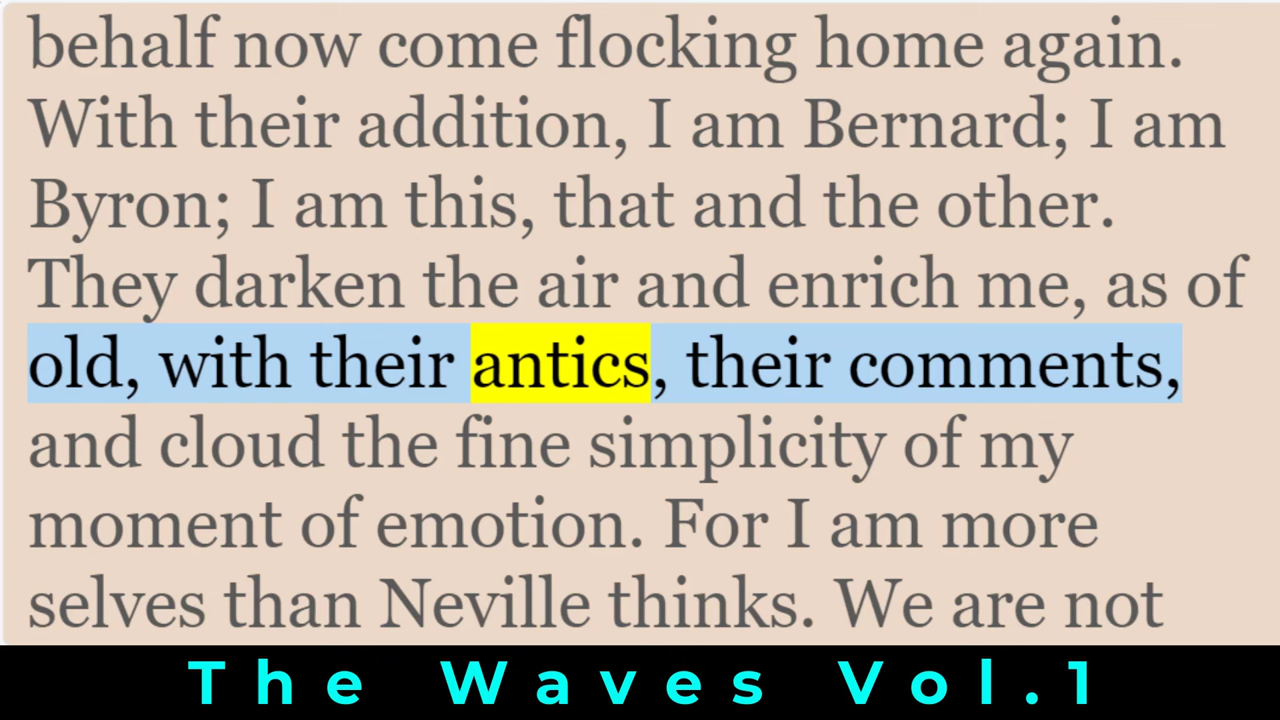 behalf now come flocking home again.
With their addition, I am Bernard; I am
Byron; I am this, that and the other.
They darken the air and enrich me, as of
old, with their antics, their comments,
and cloud the fine simplicity of my
moment of emotion. For I am more
selves than Neville thinks. We are not
The Waves Vol.1